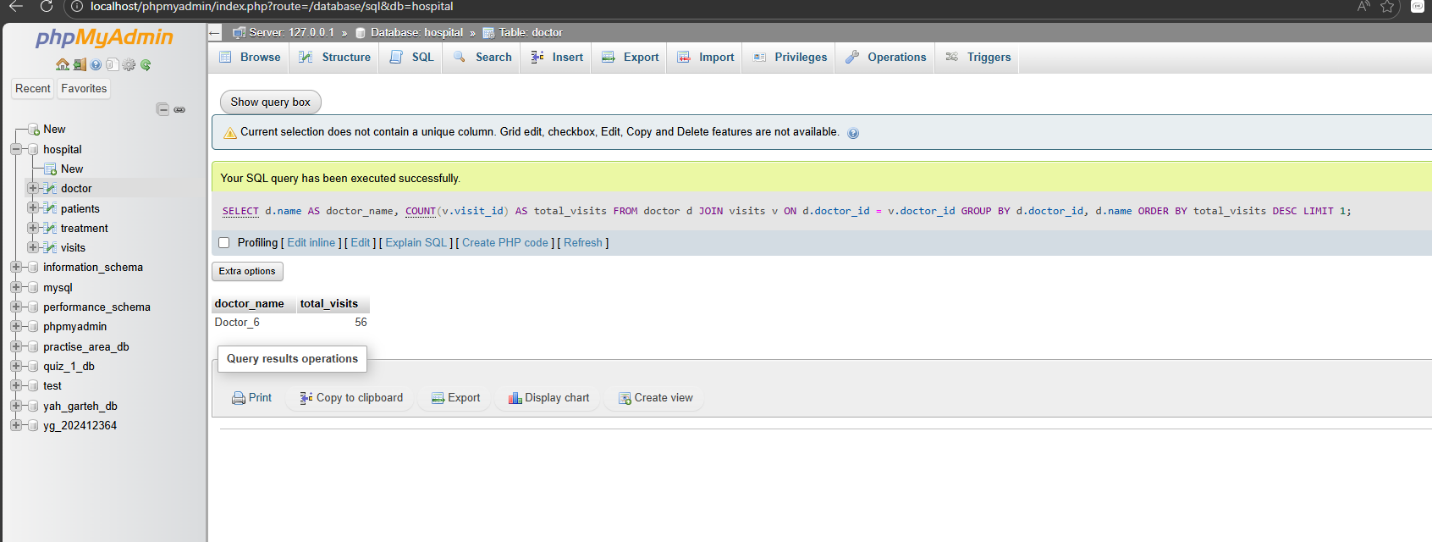 localhost/phpmyadmin/index.php?route=/database/sql&db=hospital
phpMyAdmin
Recent Favorites
New
hospital
New
doctor
patients
treatment
visits
information_schema
mysql
performance_schema
phpmyadmin
practise_area_db
quiz_1_db
test
yah_garteh_db
yg_202412364
Server: 127.0.0.1 » Database: hospital » Table: doctor
Browse Structure SQL Search Insert Export Import Privileges Operations Triggers
Show query box
Current selection does not contain a unique column. Grid edit, checkbox, Edit, Copy and Delete features are not available.
Your SQL query has been executed successfully.
SELECT d.name AS doctor_name, COUNT(v.visit_id) AS total_visits FROM doctor d JOIN visits v ON d.doctor_id = v.doctor_id GROUP BY d.doctor_id, d.name ORDER BY total_visits DESC LIMIT 1;
Profiling [ Edit inline ] [ Edit ] [ Explain SQL ] [ Create PHP code ] [ Refresh ]
Extra options
doctor_name total_visits
Doctor_6 56
Query results operations
Print Copy to clipboard Export Display chart Create view